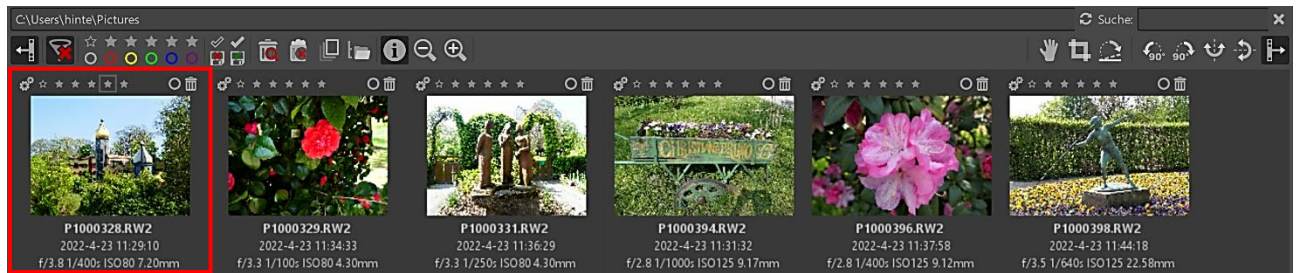 C:\Users\hinte\Pictures Suche:
90° 90°
P1000328.RW2 P1000329.RW2 P1000331.RW2 P1000394.RW2 P1000396.RW2 P1000398.RW2
2022-4-23 11:29:10 2022-4-23 11:34:33 2022-4-23 11:36:29 2022-4-23 11:31:32 2022-4-23 11:37:58 2022-4-23 11:44:18
f/3.8 1/400s ISO80 7.20mm f/3.3 1/100s ISO80 4.30mm f/3.3 1/250s ISO80 4.30mm f/2.8 1/1000s ISO125 9.17mm f/2.8 1/400s ISO125 9.12mm f/3.5 1/640s ISO125 22.58mm